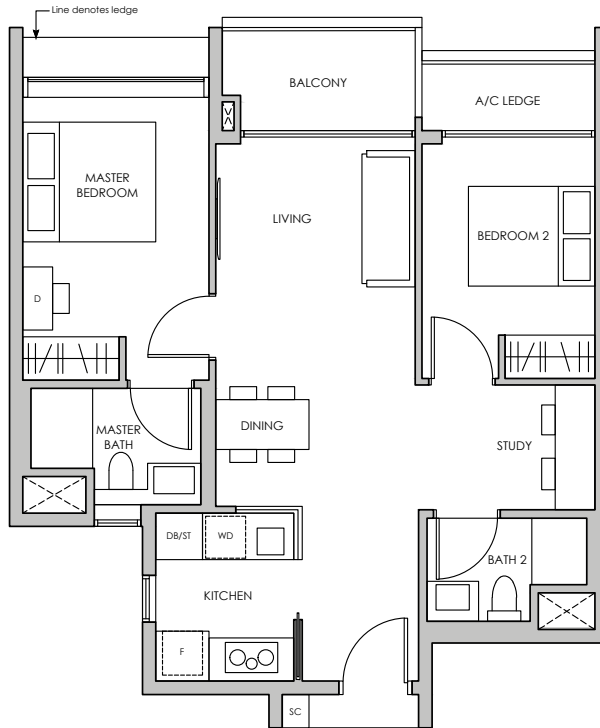 Line denotes ledge
BALCONY
A/C LEDGE
MASTER
BEDROOM
LIVING
BEDROOM 2
D
MASTER
BATH
DINING
STUDY
DB/ST
WD
BATH 2
KITCHEN
F
SC